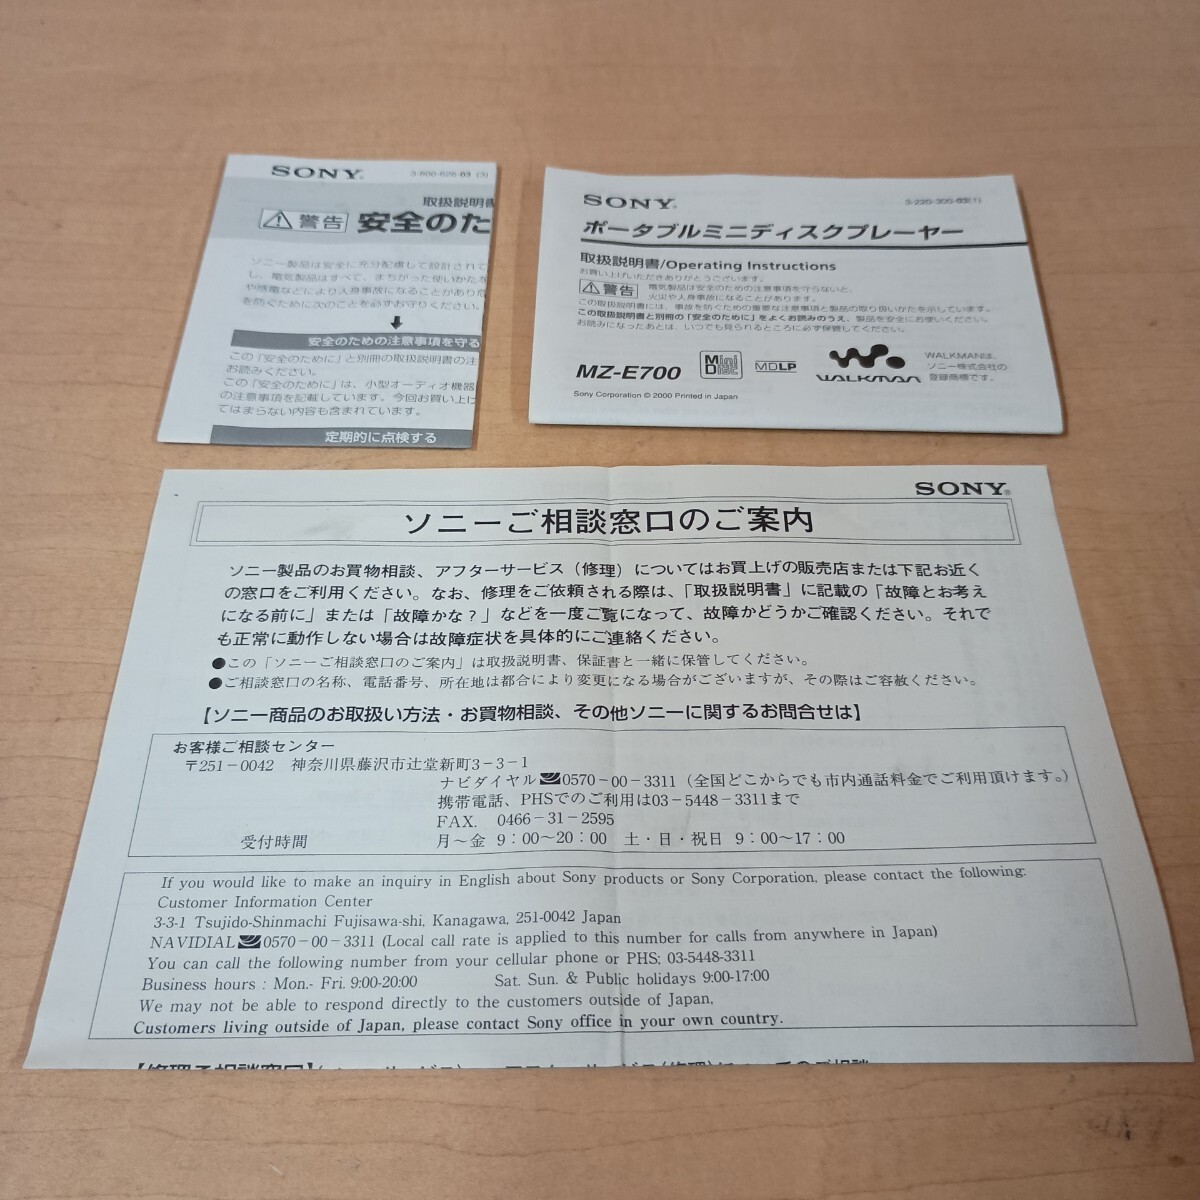 SONY
取扱説明書
警告 安全のた
ソニー製品は安全に充分配慮して設計されて
し、電気製品はすべて、まちがった使いかたを
や感電などにより人身事故になることがあり危
を防ぐために次のことを必ずお守りください。
安全のための注意事項を守る
この「安全のために」と別冊の取扱説明書の注
お読みください。
この「安全のために」は、小型オーディオ機器
の注意事項を記載しています。今回お買い上げ
てはまらない内容も含まれています。
定期的に点検する
SONY
ポータブルミニディスクプレーヤー
取扱説明書/Operating Instructions
お買い上げいただきありがとうございます。
警告 電気製品は安全のための注意事項を守らないと、
火災や人身事故になることがあります。
この取扱説明書には、事故を防ぐための重要な注意事項と製品の取り扱いかたを示しています。
この取扱説明書と別冊の「安全のために」をよくお読みのうえ、製品を安全にお使いください。
お読みになったあとは、いつでも見られるところに必ず保管してください。
MZ-E700 Mini Disc MDLP WALKMAN
WALKMANは、
ソニー株式会社の
登録商標です。
Sony Corporation © 2000 Printed in Japan
SONY®
ソニーご相談窓口のご案内
ソニー製品のお買物相談、アフターサービス（修理）についてはお買上げの販売店または下記お近く
の窓口をご利用ください。なお、修理をご依頼される際は、「取扱説明書」に記載の「故障とお考え
になる前に」または「故障かな？」などを一度ご覧になって、故障かどうかご確認ください。それで
も正常に動作しない場合は故障症状を具体的にご連絡ください。
●この「ソニーご相談窓口のご案内」は取扱説明書、保証書と一緒に保管してください。
●ご相談窓口の名称、電話番号、所在地は都合により変更になる場合がございますが、その際はご容赦ください。
【ソニー商品のお取扱い方法・お買物相談、その他ソニーに関するお問合せは】
お客様ご相談センター
〒251－0042 神奈川県藤沢市辻堂新町3－3－1
ナビダイヤル 0570－00－3311（全国どこからでも市内通話料金でご利用頂けます。）
携帯電話、PHSでのご利用は03－5448－3311まで
FAX. 0466－31－2595
受付時間 月～金 9：00～20：00 土・日・祝日 9：00～17：00
If you would like to make an inquiry in English about Sony products or Sony Corporation, please contact the following:
Customer Information Center
3-3-1 Tsujido-Shinmachi Fujisawa-shi, Kanagawa, 251-0042 Japan
NAVIDIAL 0570－00－3311 (Local call rate is applied to this number for calls from anywhere in Japan)
You can call the following number from your cellular phone or PHS: 03-5448-3311
Business hours : Mon.- Fri. 9:00-20:00 Sat. Sun. & Public holidays 9:00-17:00
We may not be able to respond directly to the customers outside of Japan,
Customers living outside of Japan, please contact Sony office in your own country.